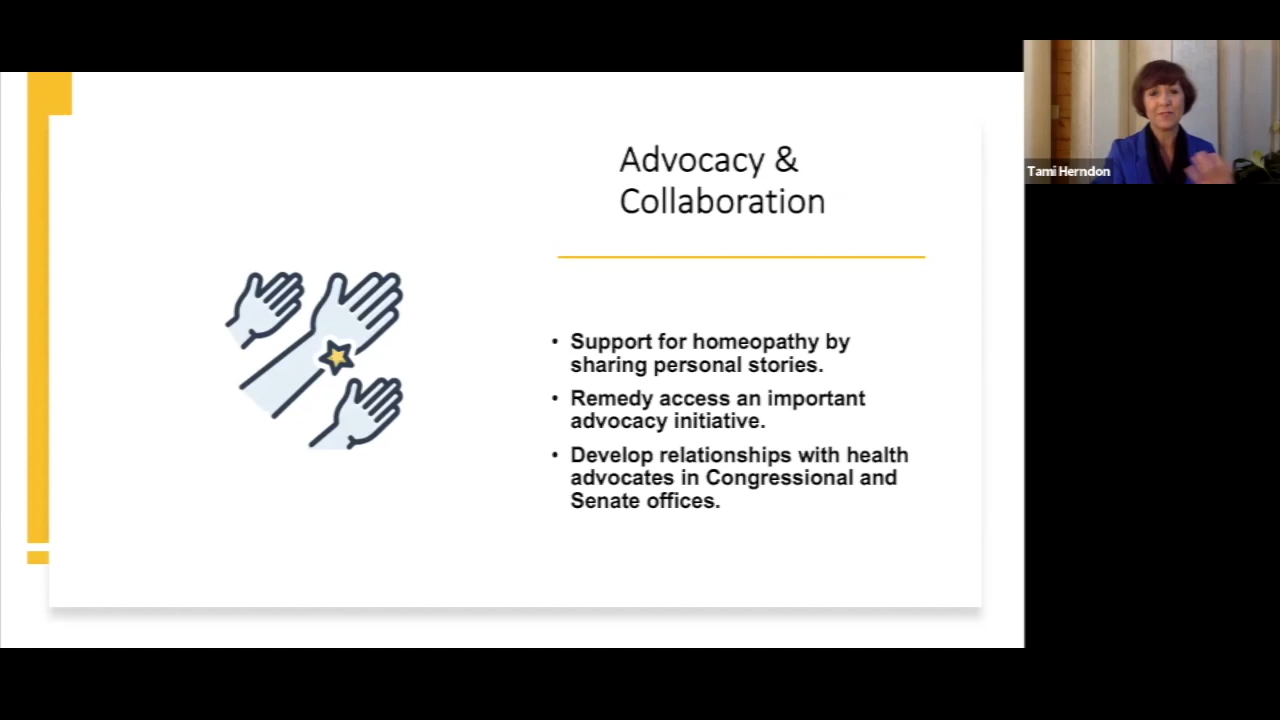 Advocacy &
Collaboration
• Support for homeopathy by
sharing personal stories.
• Remedy access an important
advocacy initiative.
• Develop relationships with health
advocates in Congressional and
Senate offices.
Tami Herndon